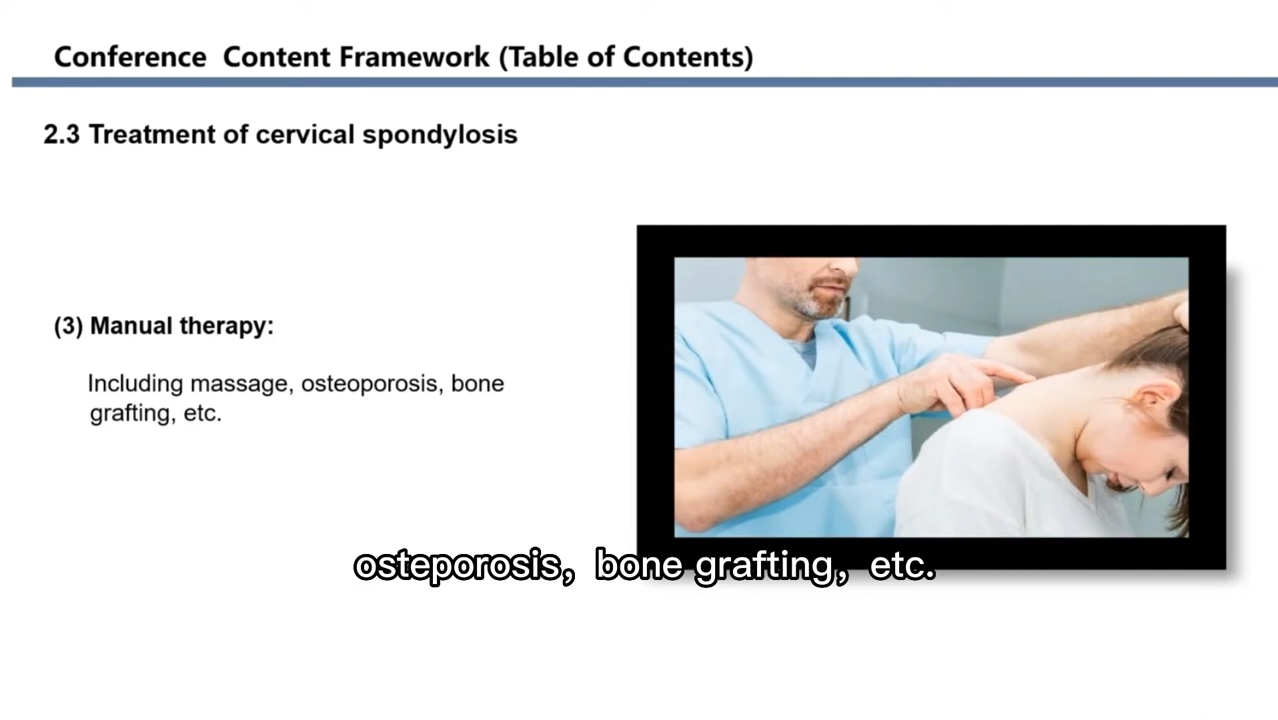 Conference Content Framework (Table of Contents)
2.3 Treatment of cervical spondylosis
(3) Manual therapy:
Including massage, osteoporosis, bone
grafting, etc.
osteporosis，bone grafting，etc.